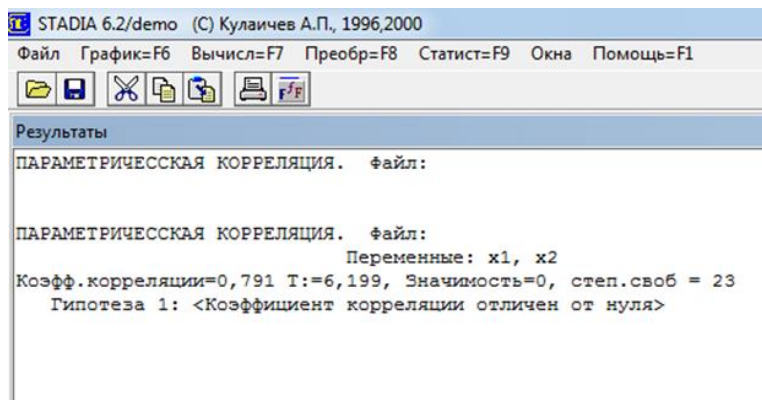 STADIA 6.2/demo (C) Кулаичев А.П., 1996,2000
Файл График=F6 Вычисл=F7 Преобр=F8 Статист=F9 Окна Помощь=F1
Результаты
ПАРАМЕТРИЧЕССКАЯ КОРРЕЛЯЦИЯ. Файл:
ПАРАМЕТРИЧЕССКАЯ КОРРЕЛЯЦИЯ. Файл:
Переменные: x1, x2
Коэфф.корреляции=0,791 T:=6,199, Значимость=0, степ.своб = 23
Гипотеза 1: <Коэффициент корреляции отличен от нуля>